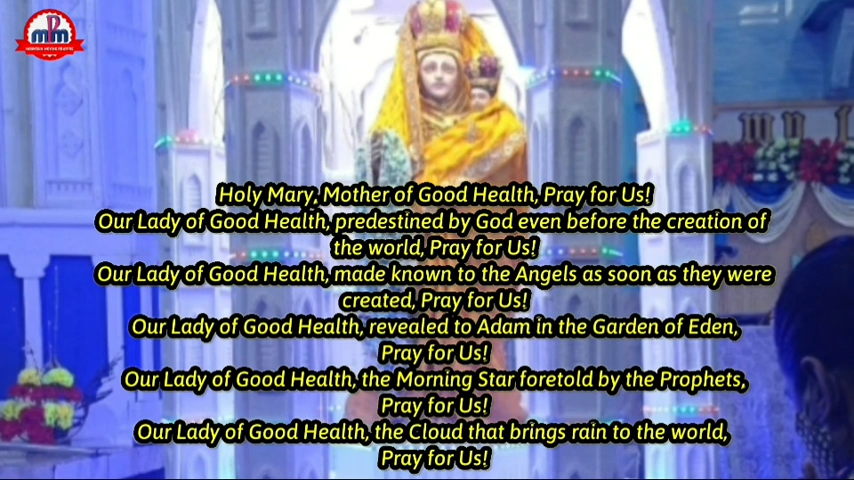 mPm
Holy Mary, Mother of Good Health, Pray for Us!
Our Lady of Good Health, predestined by God even before the creation of
the world, Pray for Us!
Our Lady of Good Health, made known to the Angels as soon as they were
created, Pray for Us!
Our Lady of Good Health, revealed to Adam in the Garden of Eden,
Pray for Us!
Our Lady of Good Health, the Morning Star foretold by the Prophets,
Pray for Us!
Our Lady of Good Health, the Cloud that brings rain to the world,
Pray for Us!